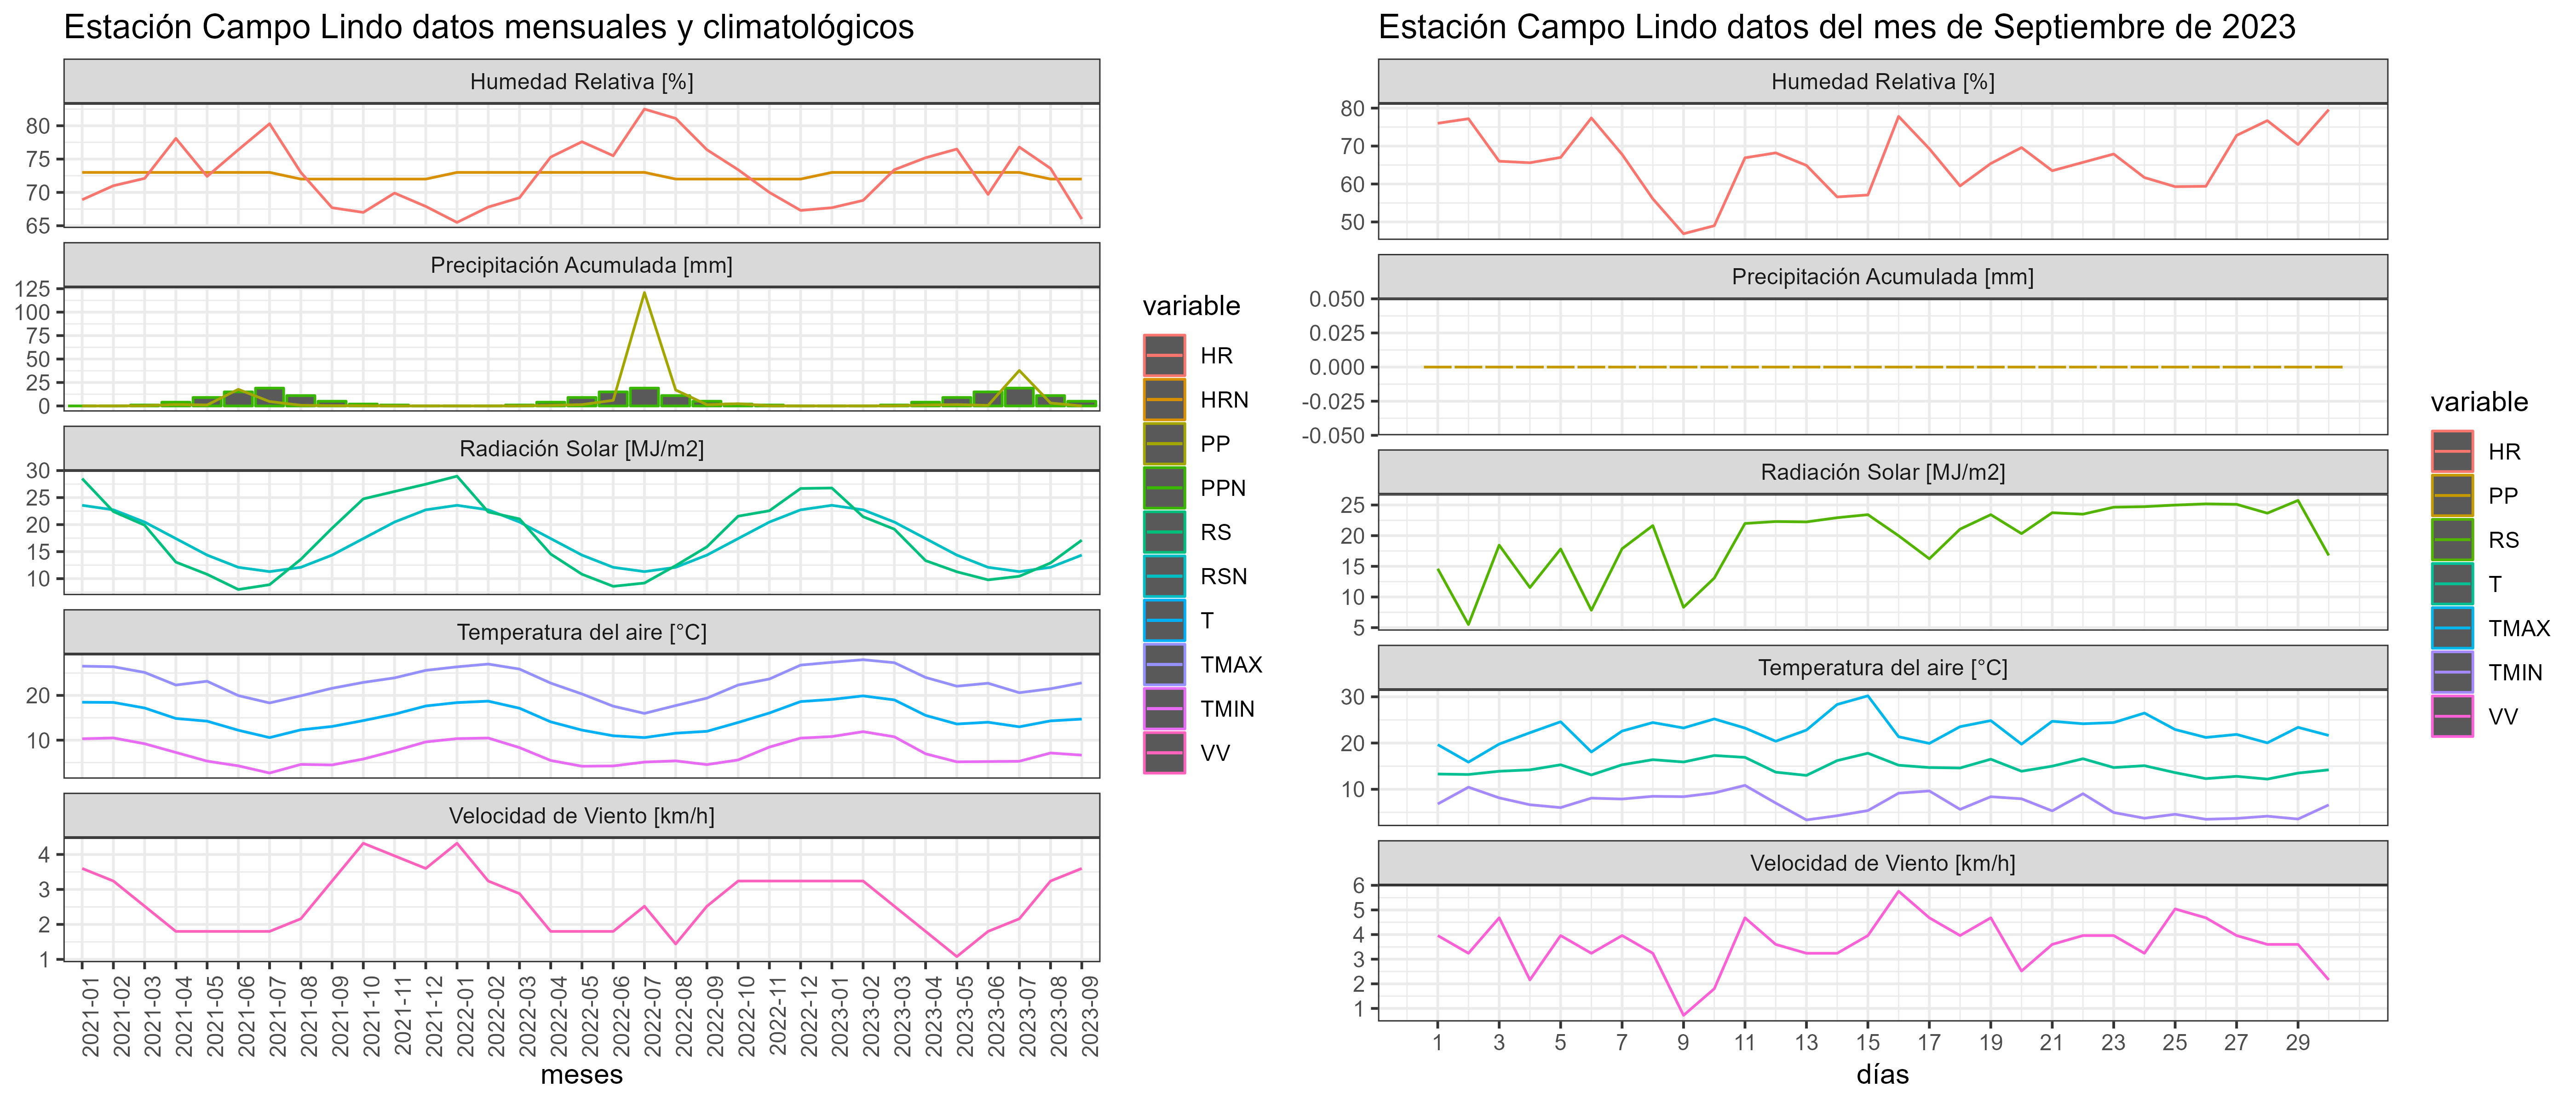 Estación Campo Lindo datos mensuales y climatológicos
Humedad Relativa [%]
80
75
70
65
Precipitación Acumulada [mm]
125
100
75
50
25
0
Radiación Solar [MJ/m2]
30
25
20
15
10
Temperatura del aire [°C]
20
10
Velocidad de Viento [km/h]
4
3
2
1
2021-01
2021-02
2021-03
2021-04
2021-05
2021-06
2021-07
2021-08
2021-09
2021-10
2021-11
2021-12
2022-01
2022-02
2022-03
2022-04
2022-05
2022-06
2022-07
2022-08
2022-09
2022-10
2022-11
2022-12
2023-01
2023-02
2023-03
2023-04
2023-05
2023-06
2023-07
2023-08
2023-09
meses
variable
HR
HRN
PP
PPN
RS
RSN
T
TMAX
TMIN
VV
Estación Campo Lindo datos del mes de Septiembre de 2023
Humedad Relativa [%]
80
70
60
50
Precipitación Acumulada [mm]
0.050
0.025
0.000
-0.025
-0.050
Radiación Solar [MJ/m2]
25
20
15
10
5
Temperatura del aire [°C]
30
20
10
Velocidad de Viento [km/h]
6
5
4
3
2
1
1
3
5
7
9
11
13
15
17
19
21
23
25
27
29
días
variable
HR
PP
RS
T
TMAX
TMIN
VV